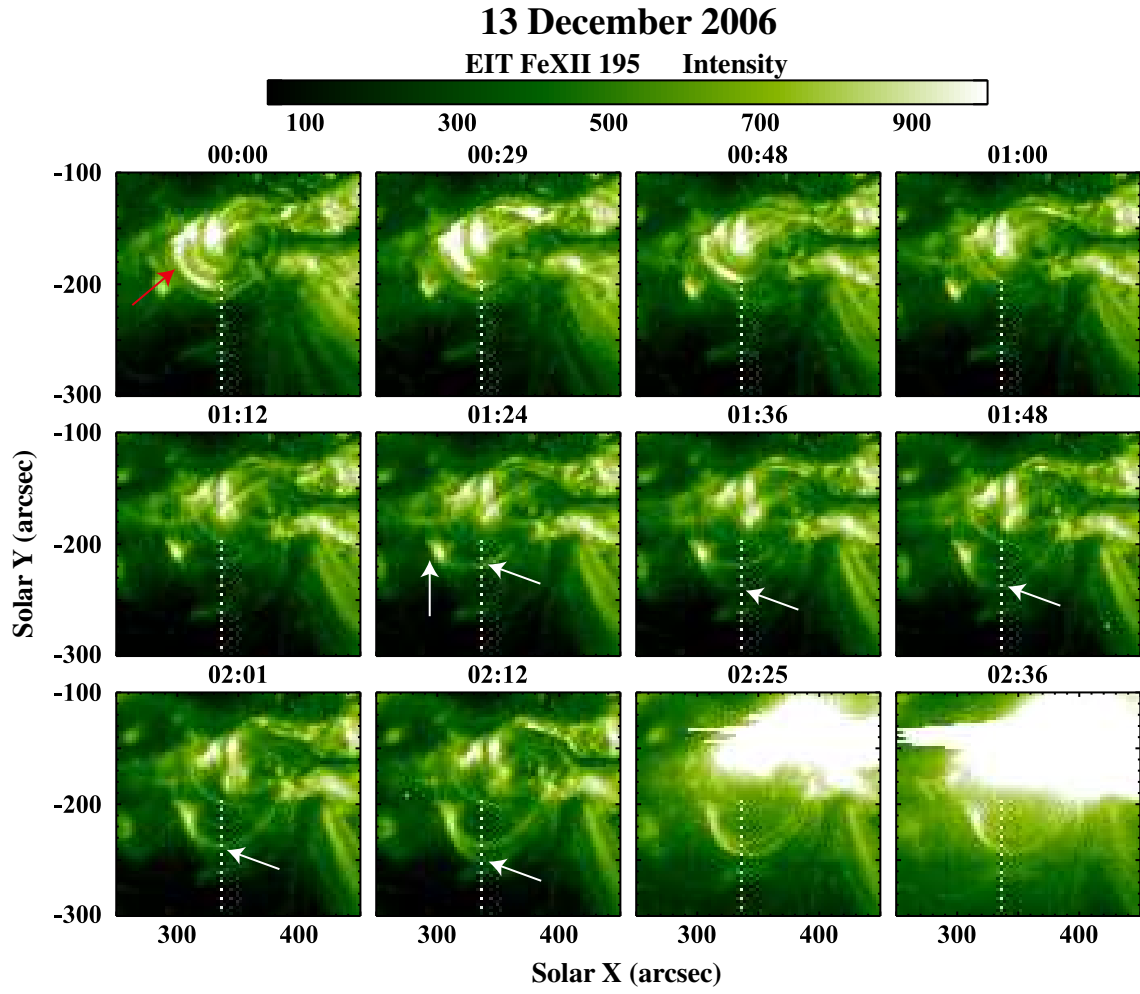 13 December 2006
EIT FeXII 195 Intensity
100 300 500 700 900
00:00 00:29 00:48 01:00
-100
-200
-300
01:12 01:24 01:36 01:48
-100
-200
-300
Solar Y (arcsec)
02:01 02:12 02:25 02:36
-100
-200
-300
300 400 300 400 300 400 300 400
Solar X (arcsec)